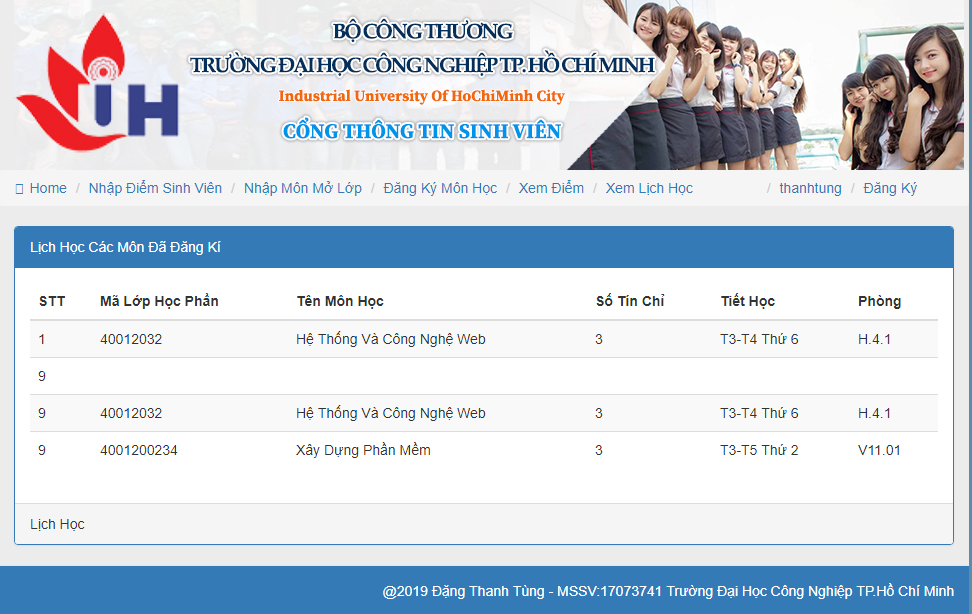 BỘ CÔNG THƯƠNG
TRƯỜNG ĐẠI HỌC CÔNG NGHIỆP TP. HỒ CHÍ MINH
Industrial University Of HoChiMinh City
CỔNG THÔNG TIN SINH VIÊN
IUH
Home / Nhập Điểm Sinh Viên / Nhập Môn Mở Lớp / Đăng Ký Môn Học / Xem Điểm / Xem Lịch Học / thanhtung / Đăng Ký
Lịch Học Các Môn Đã Đăng Kí
STT Mã Lớp Học Phần Tên Môn Học Số Tín Chỉ Tiết Học Phòng
1 40012032 Hệ Thống Và Công Nghệ Web 3 T3-T4 Thứ 6 H.4.1
9
9 40012032 Hệ Thống Và Công Nghệ Web 3 T3-T4 Thứ 6 H.4.1
9 4001200234 Xây Dựng Phần Mềm 3 T3-T5 Thứ 2 V11.01
Lịch Học
@2019 Đặng Thanh Tùng - MSSV:17073741 Trường Đại Học Công Nghiệp TP.Hồ Chí Minh